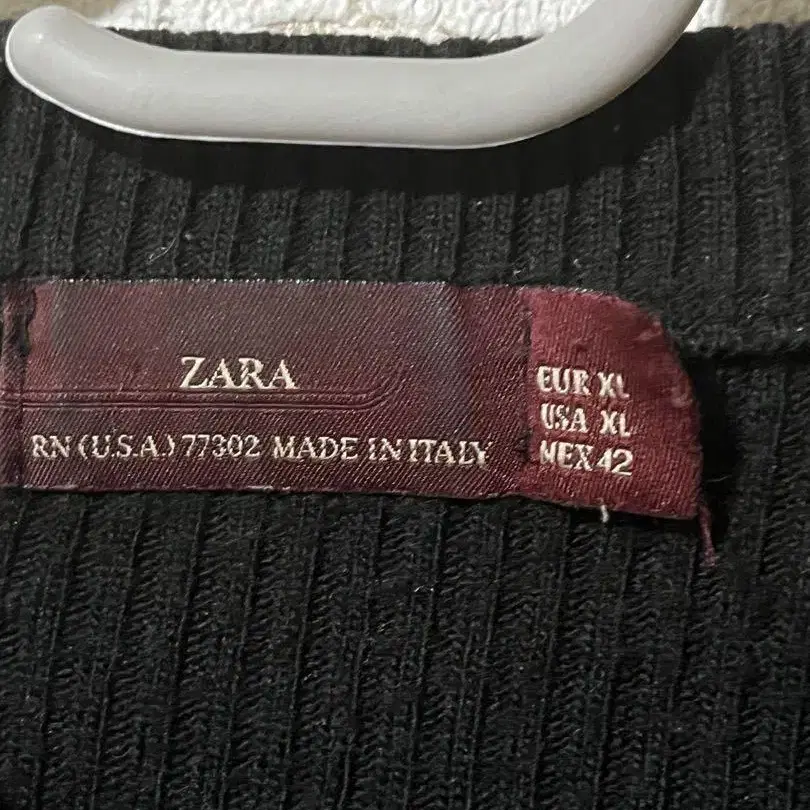 ZARA
RN (U.S.A.) 77302 MADE IN ITALY
EUR XL
USA XL
MEX 42